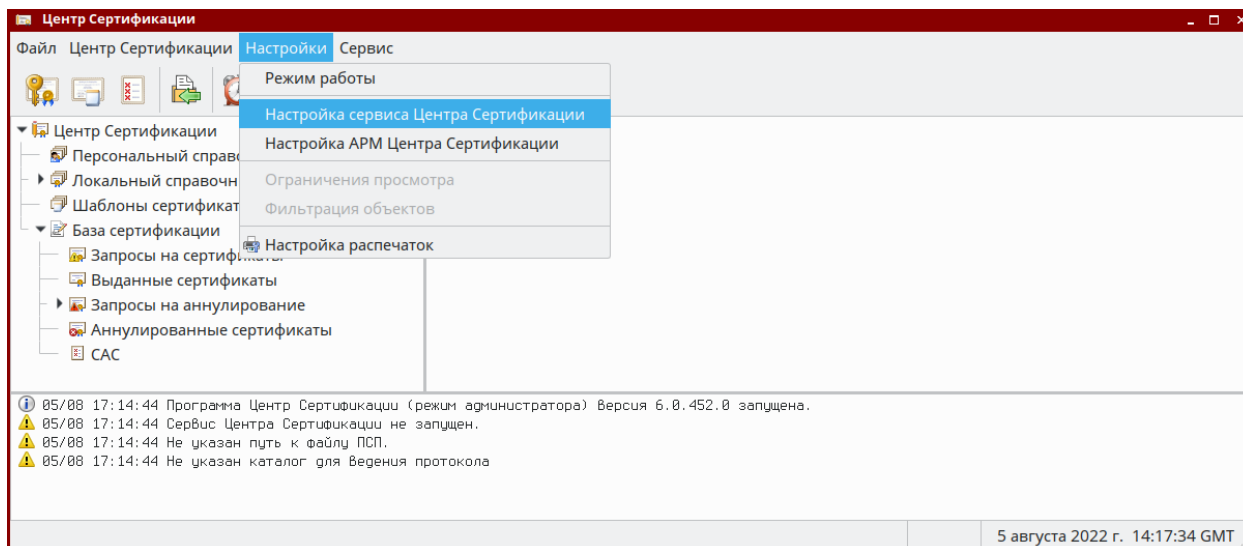 Центр Сертификации
Файл Центр Сертификации Настройки Сервис
Режим работы
Настройка сервиса Центра Сертификации
Настройка АРМ Центра Сертификации
Ограничения просмотра
Фильтрация объектов
Настройка распечаток
Центр Сертификации
Персональный
Локальный
Шаблоны
База сертификации
Запросы на
Выданные сертификаты
Запросы на аннулирование
Аннулированные сертификаты
САС
05/08 17:14:44 Программа Центр Сертификации (режим администратора) Версия 6.0.452.0 запущена.
05/08 17:14:44 Сервис Центра Сертификации не запущен.
05/08 17:14:44 Не указан путь к файлу ПСП.
05/08 17:14:44 Не указан каталог для ведения протокола
5 августа 2022 г. 14:17:34 GMT